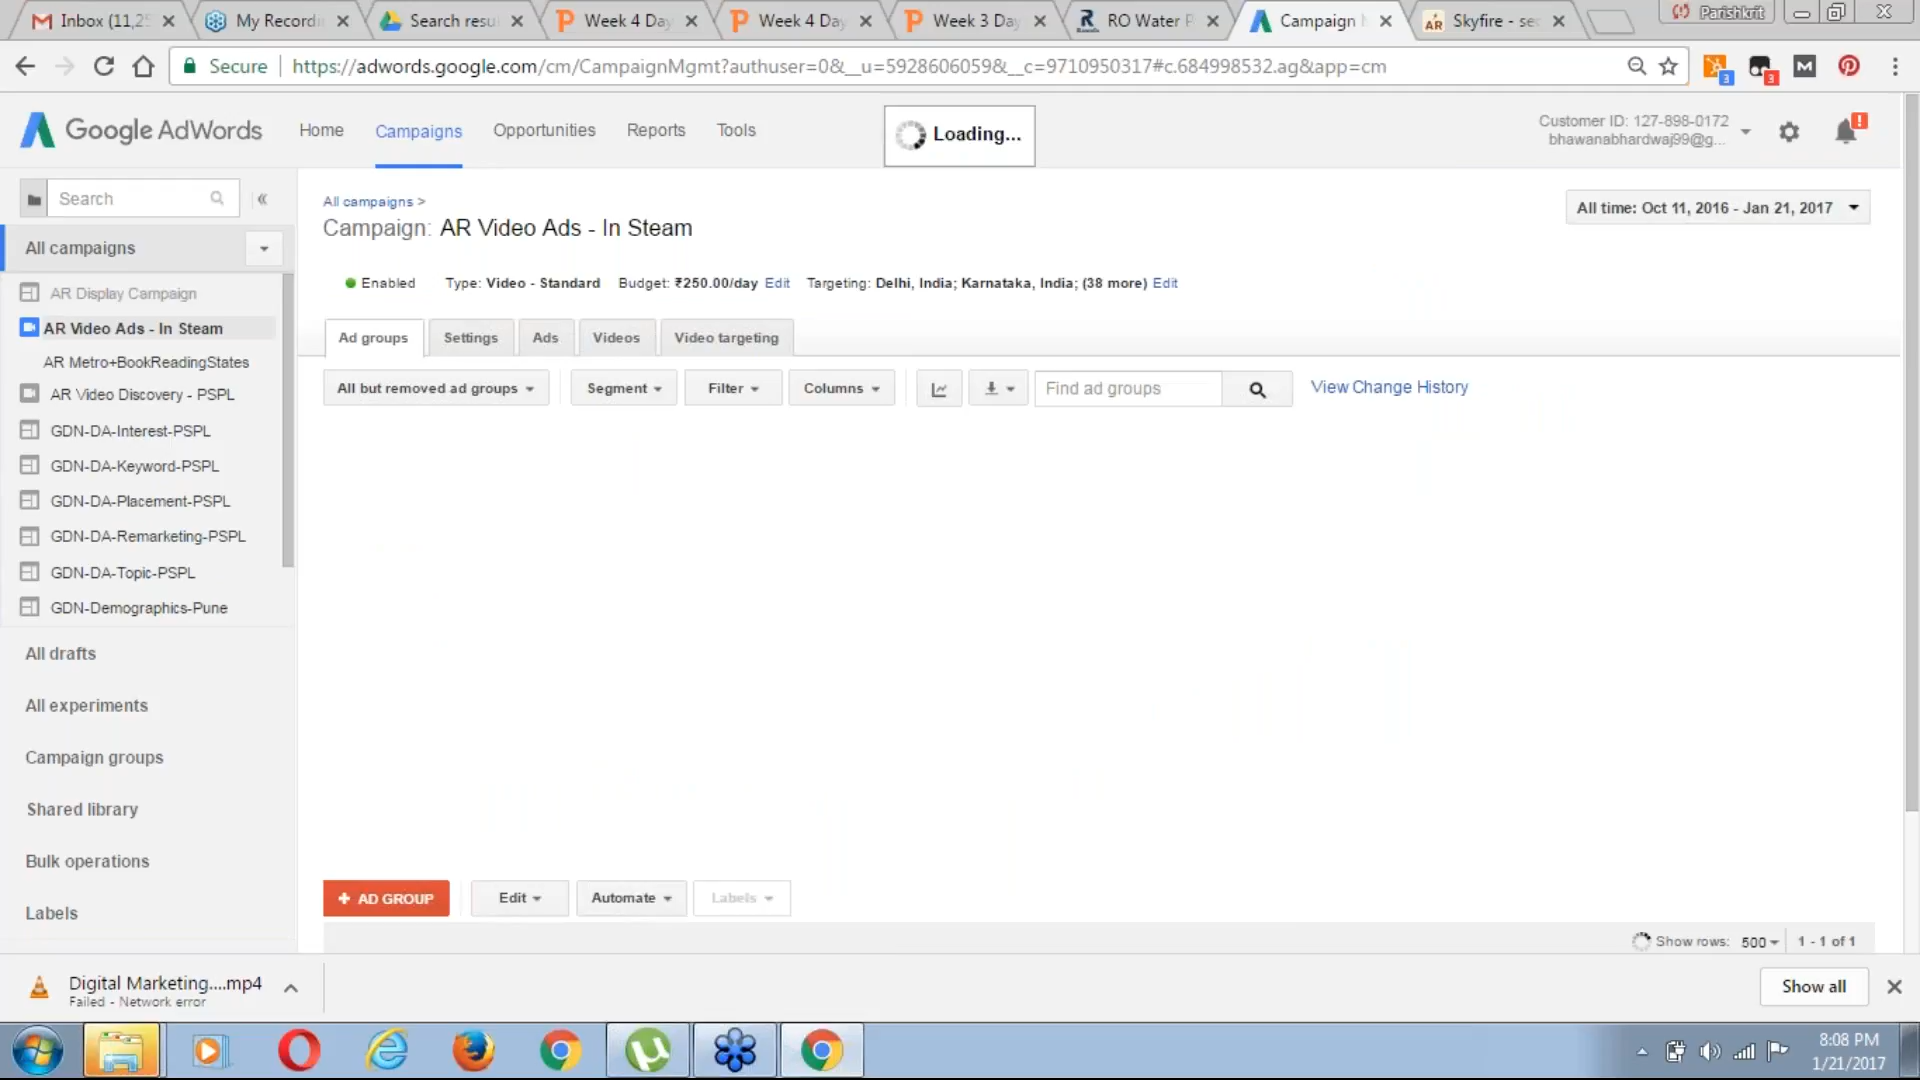 Inbox (11,25
My Recordi
Search resu
Week 4 Day
Week 4 Day
Week 3 Day
RO Water P
Campaign M
Skyfire - se
Parishkrit
Secure
https://adwords.google.com/cm/CampaignMgmt?authuser=0&__u=5928606059&__c=9710950317#c.684998532.ag&app=cm
3
3
Google AdWords
Home
Campaigns
Opportunities
Reports
Tools
Loading...
Customer ID: 127-898-0172
bhawanabhardwaj99@g...
Search
All campaigns >
Campaign: AR Video Ads - In Steam
All time: Oct 11, 2016 - Jan 21, 2017
All campaigns
Enabled Type: Video - Standard Budget: ₹250.00/day Edit Targeting: Delhi, India; Karnataka, India; (38 more) Edit
AR Display Campaign
AR Video Ads - In Steam
AR Metro+BookReadingStates
AR Video Discovery - PSPL
GDN-DA-Interest-PSPL
GDN-DA-Keyword-PSPL
GDN-DA-Placement-PSPL
GDN-DA-Remarketing-PSPL
GDN-DA-Topic-PSPL
GDN-Demographics-Pune
Ad groups
Settings
Ads
Videos
Video targeting
All but removed ad groups
Segment
Filter
Columns
Find ad groups
View Change History
All drafts
All experiments
Campaign groups
Shared library
Bulk operations
Labels
+ AD GROUP
Edit
Automate
Labels
Show rows: 500
1 - 1 of 1
Digital Marketing....mp4
Failed - Network error
Show all
8:08 PM
1/21/2017